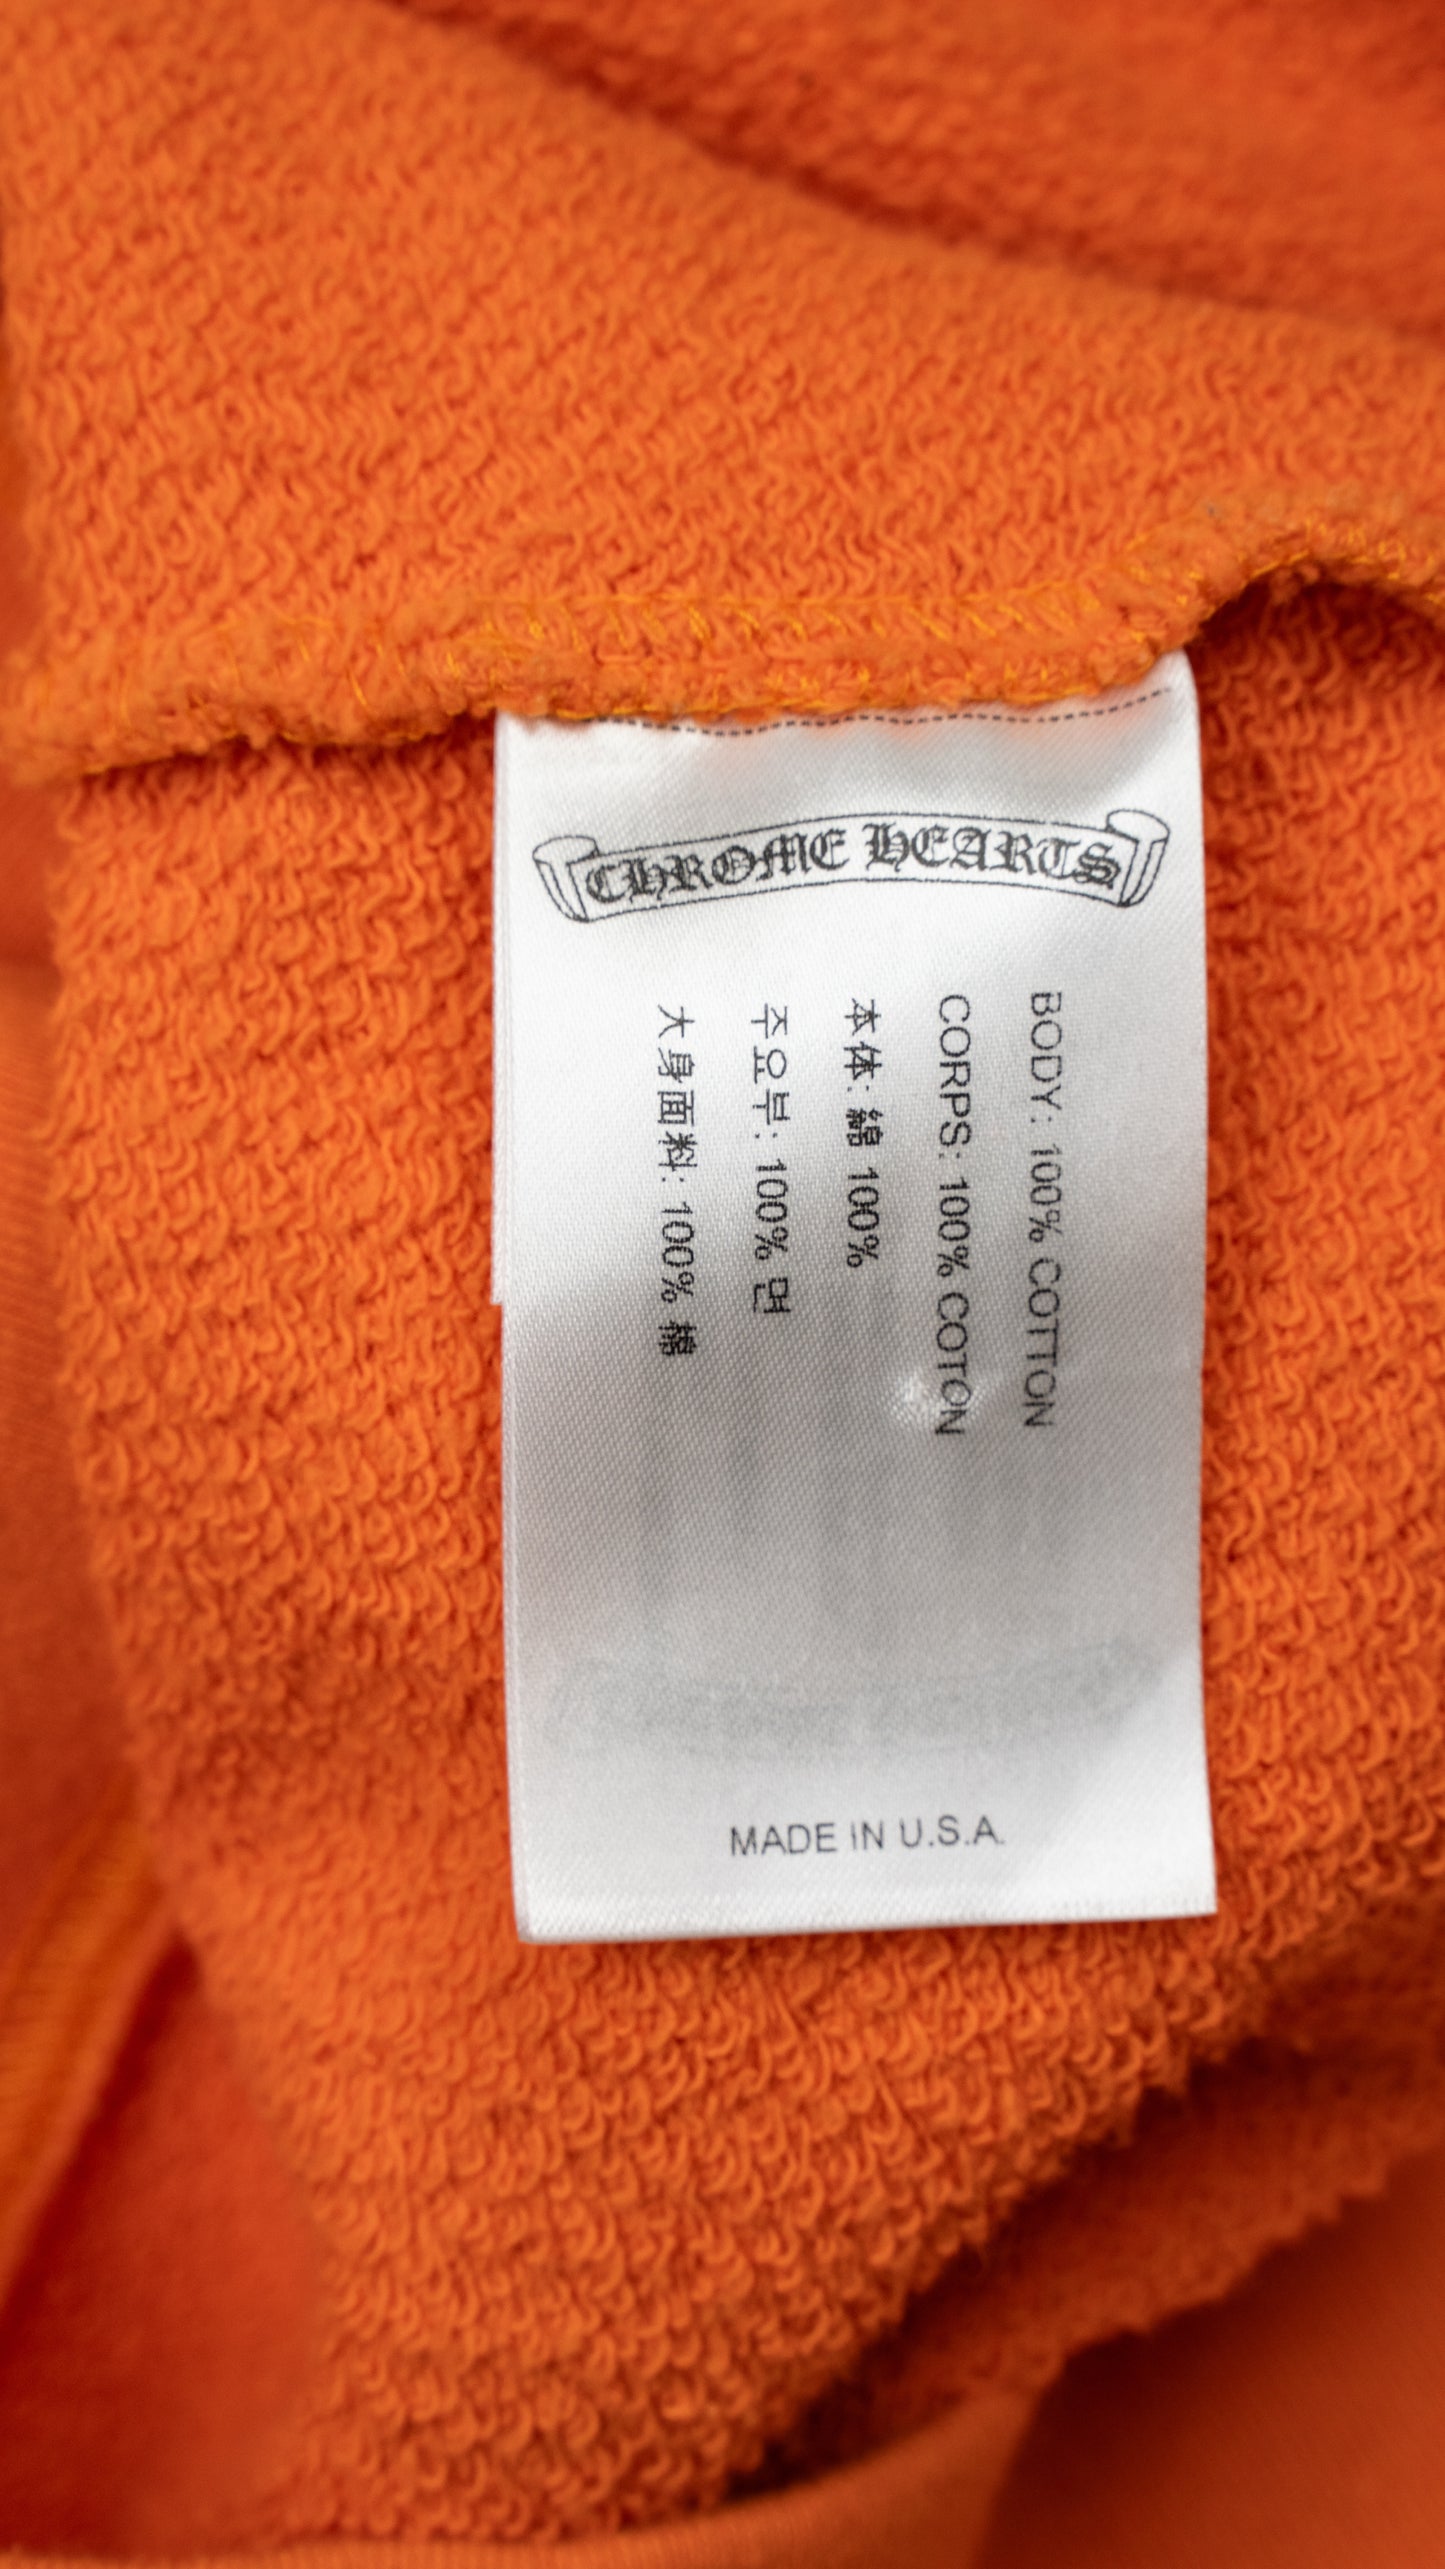 CHROME HEARTS
BODY: 100% COTTON
CORPS: 100% COTON
本体: 綿 100%
주요부: 100% 면
大身面料: 100% 棉
MADE IN U.S.A.